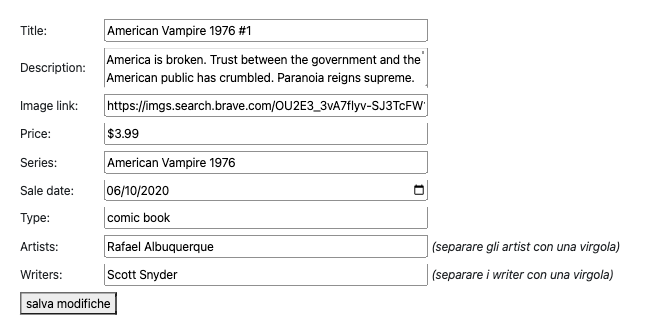 Title: American Vampire 1976 #1
Description: America is broken. Trust between the government and the
American public has crumbled. Paranoia reigns supreme.
Image link: https://imgs.search.brave.com/OU2E3_3vA7flyv-SJ3TcFW
Price: $3.99
Series: American Vampire 1976
Sale date: 06/10/2020
Type: comic book
Artists: Rafael Albuquerque (separare gli artist con una virgola)
Writers: Scott Snyder (separare i writer con una virgola)
salva modifiche